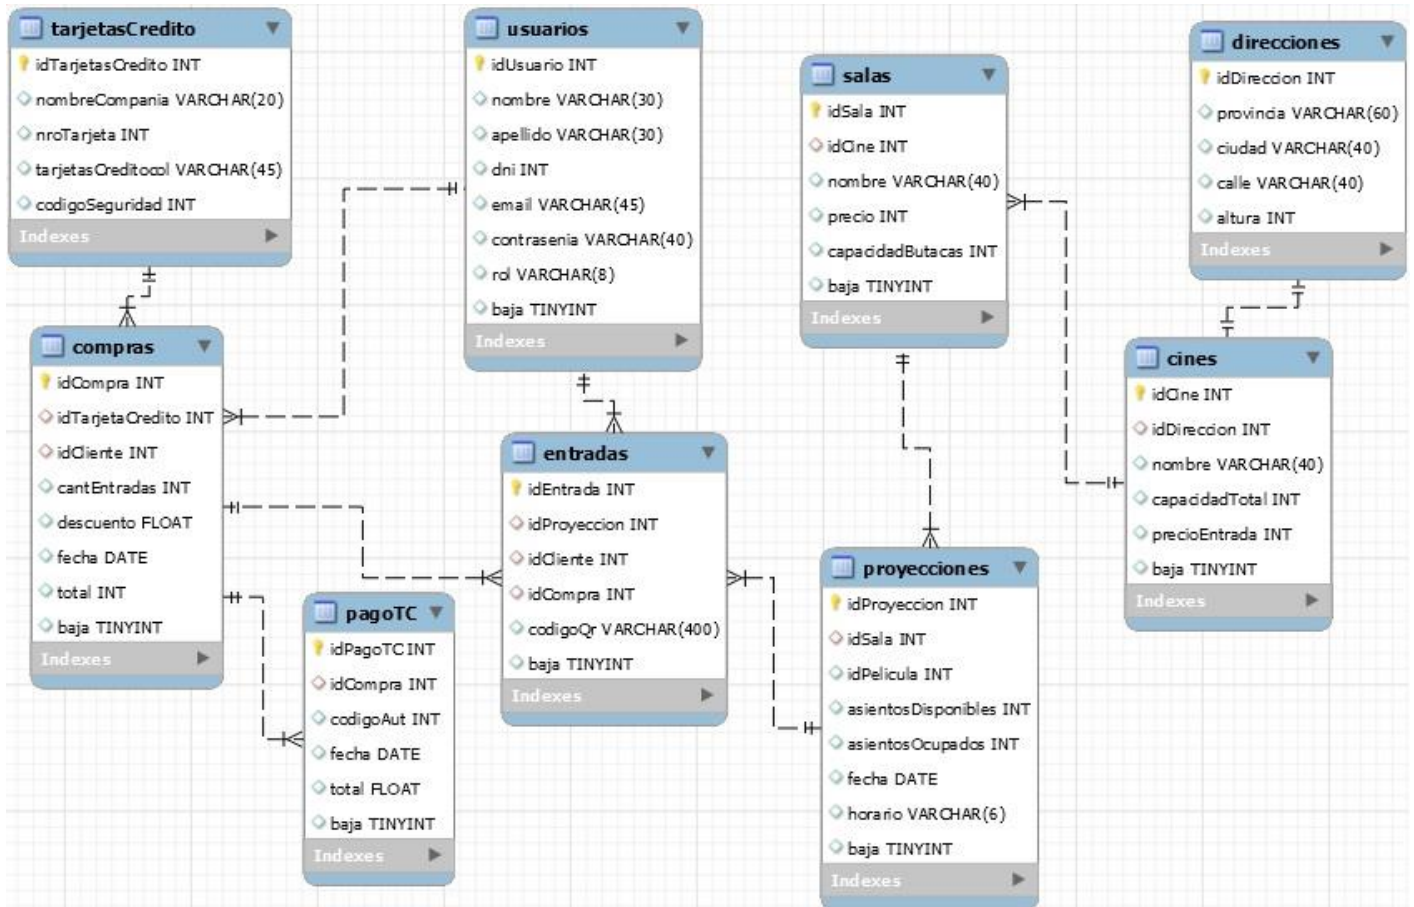 tarjetasCredito
idTarjetasCredito INT
nombreCompania VARCHAR(20)
nroTarjeta INT
tarjetasCreditocol VARCHAR(45)
codigoSeguridad INT
Indexes
usuarios
idUsuario INT
nombre VARCHAR(30)
apellido VARCHAR(30)
dni INT
email VARCHAR(45)
contrasenia VARCHAR(40)
rol VARCHAR(8)
baja TINYINT
Indexes
salas
idSala INT
idCine INT
nombre VARCHAR(40)
precio INT
capacidadButacas INT
baja TINYINT
Indexes
direcciones
idDireccion INT
provincia VARCHAR(60)
ciudad VARCHAR(40)
calle VARCHAR(40)
altura INT
Indexes
compras
idCompra INT
idTarjetaCredito INT
idCliente INT
cantEntradas INT
descuento FLOAT
fecha DATE
total INT
baja TINYINT
Indexes
pagoTC
idPagoTC INT
idCompra INT
codigoAut INT
fecha DATE
total FLOAT
baja TINYINT
Indexes
entradas
idEntrada INT
idProyeccion INT
idCliente INT
idCompra INT
codigoQr VARCHAR(400)
baja TINYINT
Indexes
proyecciones
idProyeccion INT
idSala INT
idPelicula INT
asientosDisponibles INT
asientosOcupados INT
fecha DATE
horario VARCHAR(6)
baja TINYINT
Indexes
cines
idCine INT
idDireccion INT
nombre VARCHAR(40)
capacidadTotal INT
precioEntrada INT
baja TINYINT
Indexes